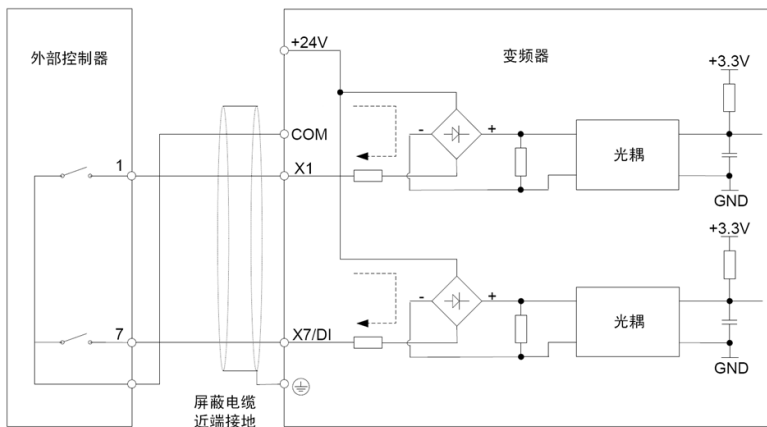 外部控制器
变频器
+24V
+3.3V
COM
-
+
光耦
1
X1
GND
+3.3V
-
+
光耦
7
X7/DI
GND
屏蔽电缆
近端接地